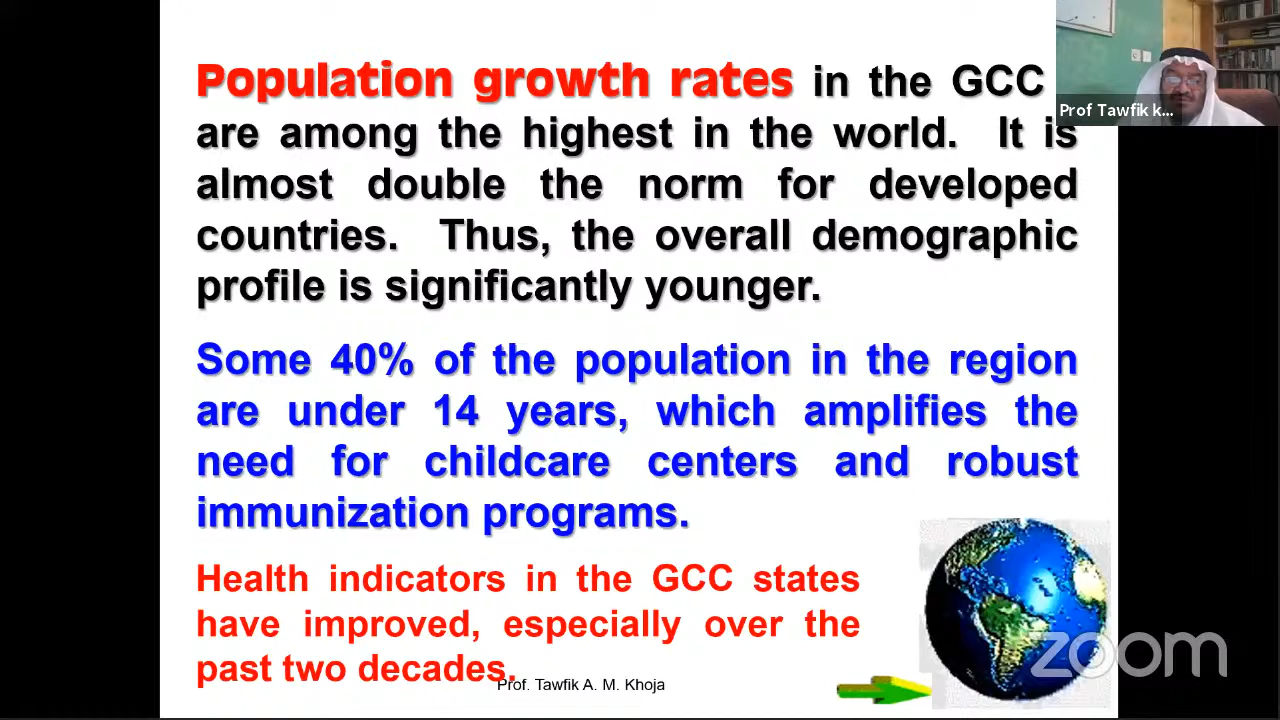 Population growth rates in the GCC
are among the highest in the world. It is
almost double the norm for developed
countries. Thus, the overall demographic
profile is significantly younger.
Some 40% of the population in the region
are under 14 years, which amplifies the
need for childcare centers and robust
immunization programs.
Health indicators in the GCC states
have improved, especially over the
past two decades.
Prof. Tawfik A. M. Khoja
Prof Tawfik k...
zoom